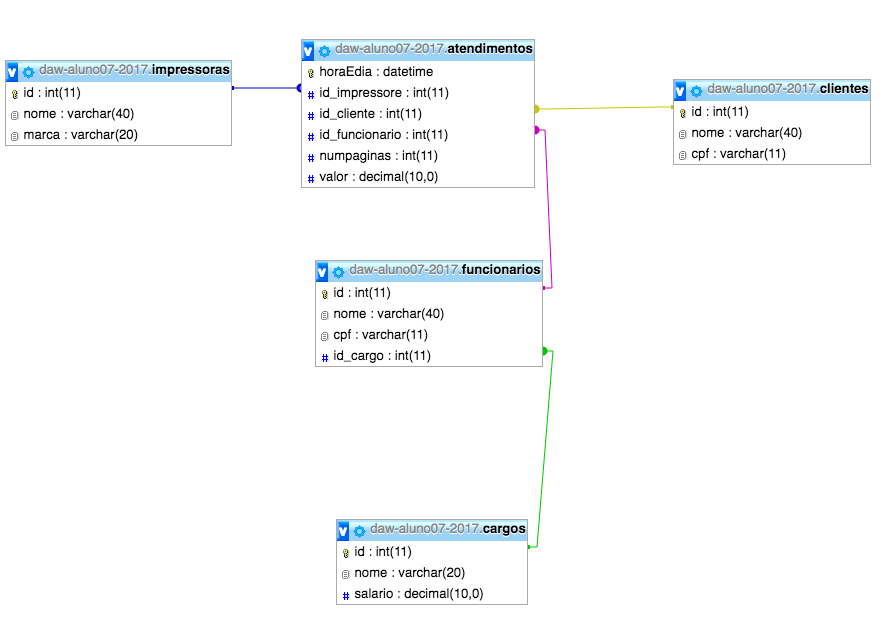 daw-aluno07-2017.impressoras
id : int(11)
nome : varchar(40)
marca : varchar(20)
daw-aluno07-2017.atendimentos
horaEdia : datetime
id_impressore : int(11)
id_cliente : int(11)
id_funcionario : int(11)
numpaginas : int(11)
valor : decimal(10,0)
daw-aluno07-2017.clientes
id : int(11)
nome : varchar(40)
cpf : varchar(11)
daw-aluno07-2017.funcionarios
id : int(11)
nome : varchar(40)
cpf : varchar(11)
id_cargo : int(11)
daw-aluno07-2017.cargos
id : int(11)
nome : varchar(20)
salario : decimal(10,0)